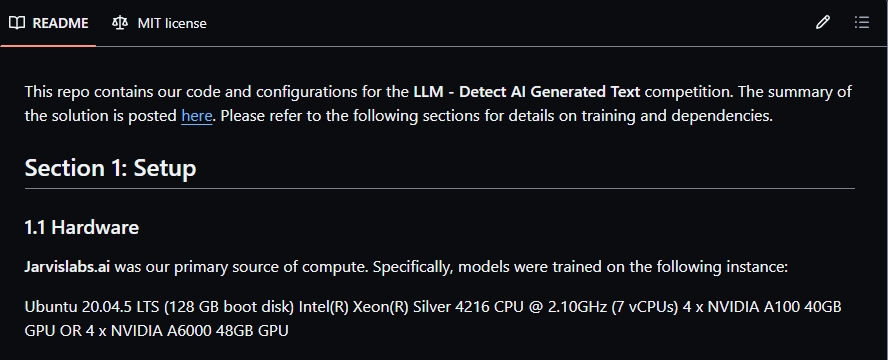 README MIT license
This repo contains our code and configurations for the LLM - Detect AI Generated Text competition. The summary of
the solution is posted here. Please refer to the following sections for details on training and dependencies.
Section 1: Setup
1.1 Hardware
Jarvislabs.ai was our primary source of compute. Specifically, models were trained on the following instance:
Ubuntu 20.04.5 LTS (128 GB boot disk) Intel(R) Xeon(R) Silver 4216 CPU @ 2.10GHz (7 vCPUs) 4 x NVIDIA A100 40GB
GPU OR 4 x NVIDIA A6000 48GB GPU